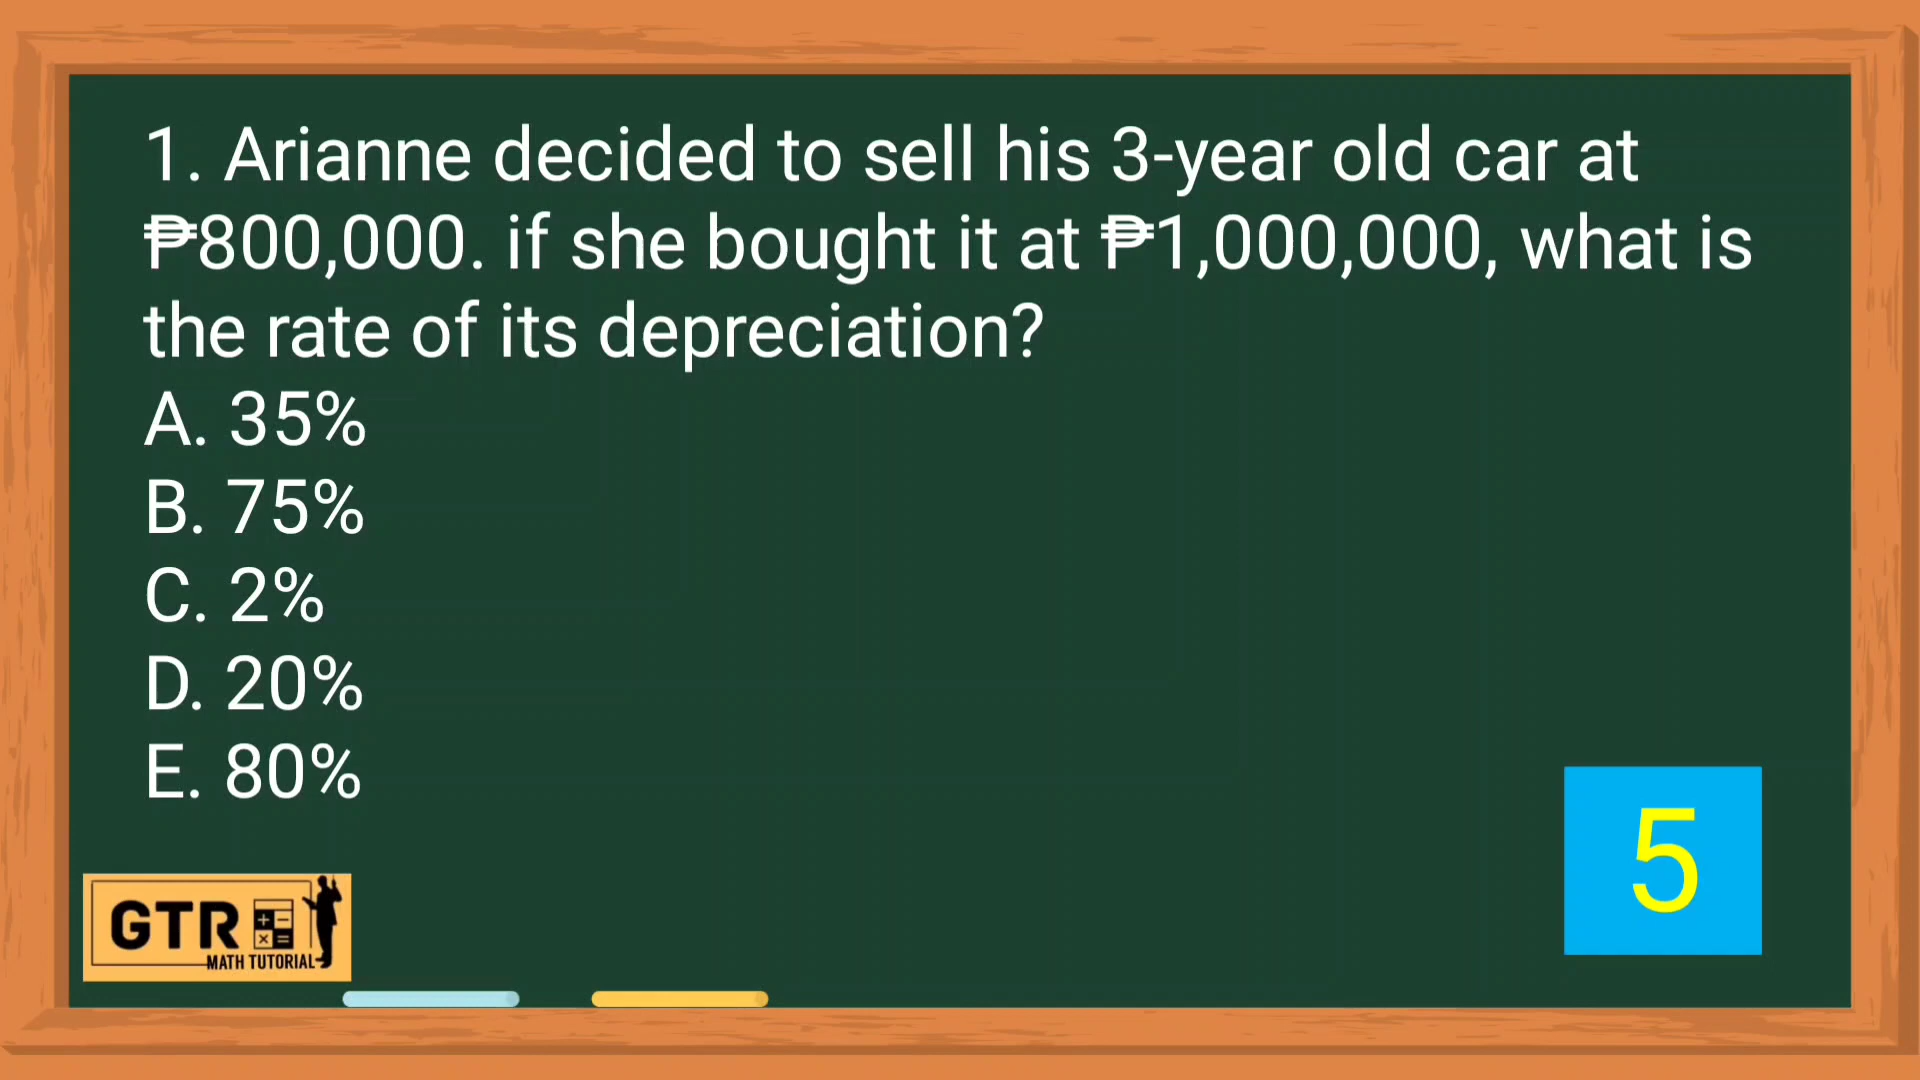 1. Arianne decided to sell his 3-year old car at
₱800,000. if she bought it at ₱1,000,000, what is
the rate of its depreciation?
A. 35%
B. 75%
C. 2%
D. 20%
E. 80%
5
GTR
MATH TUTORIAL